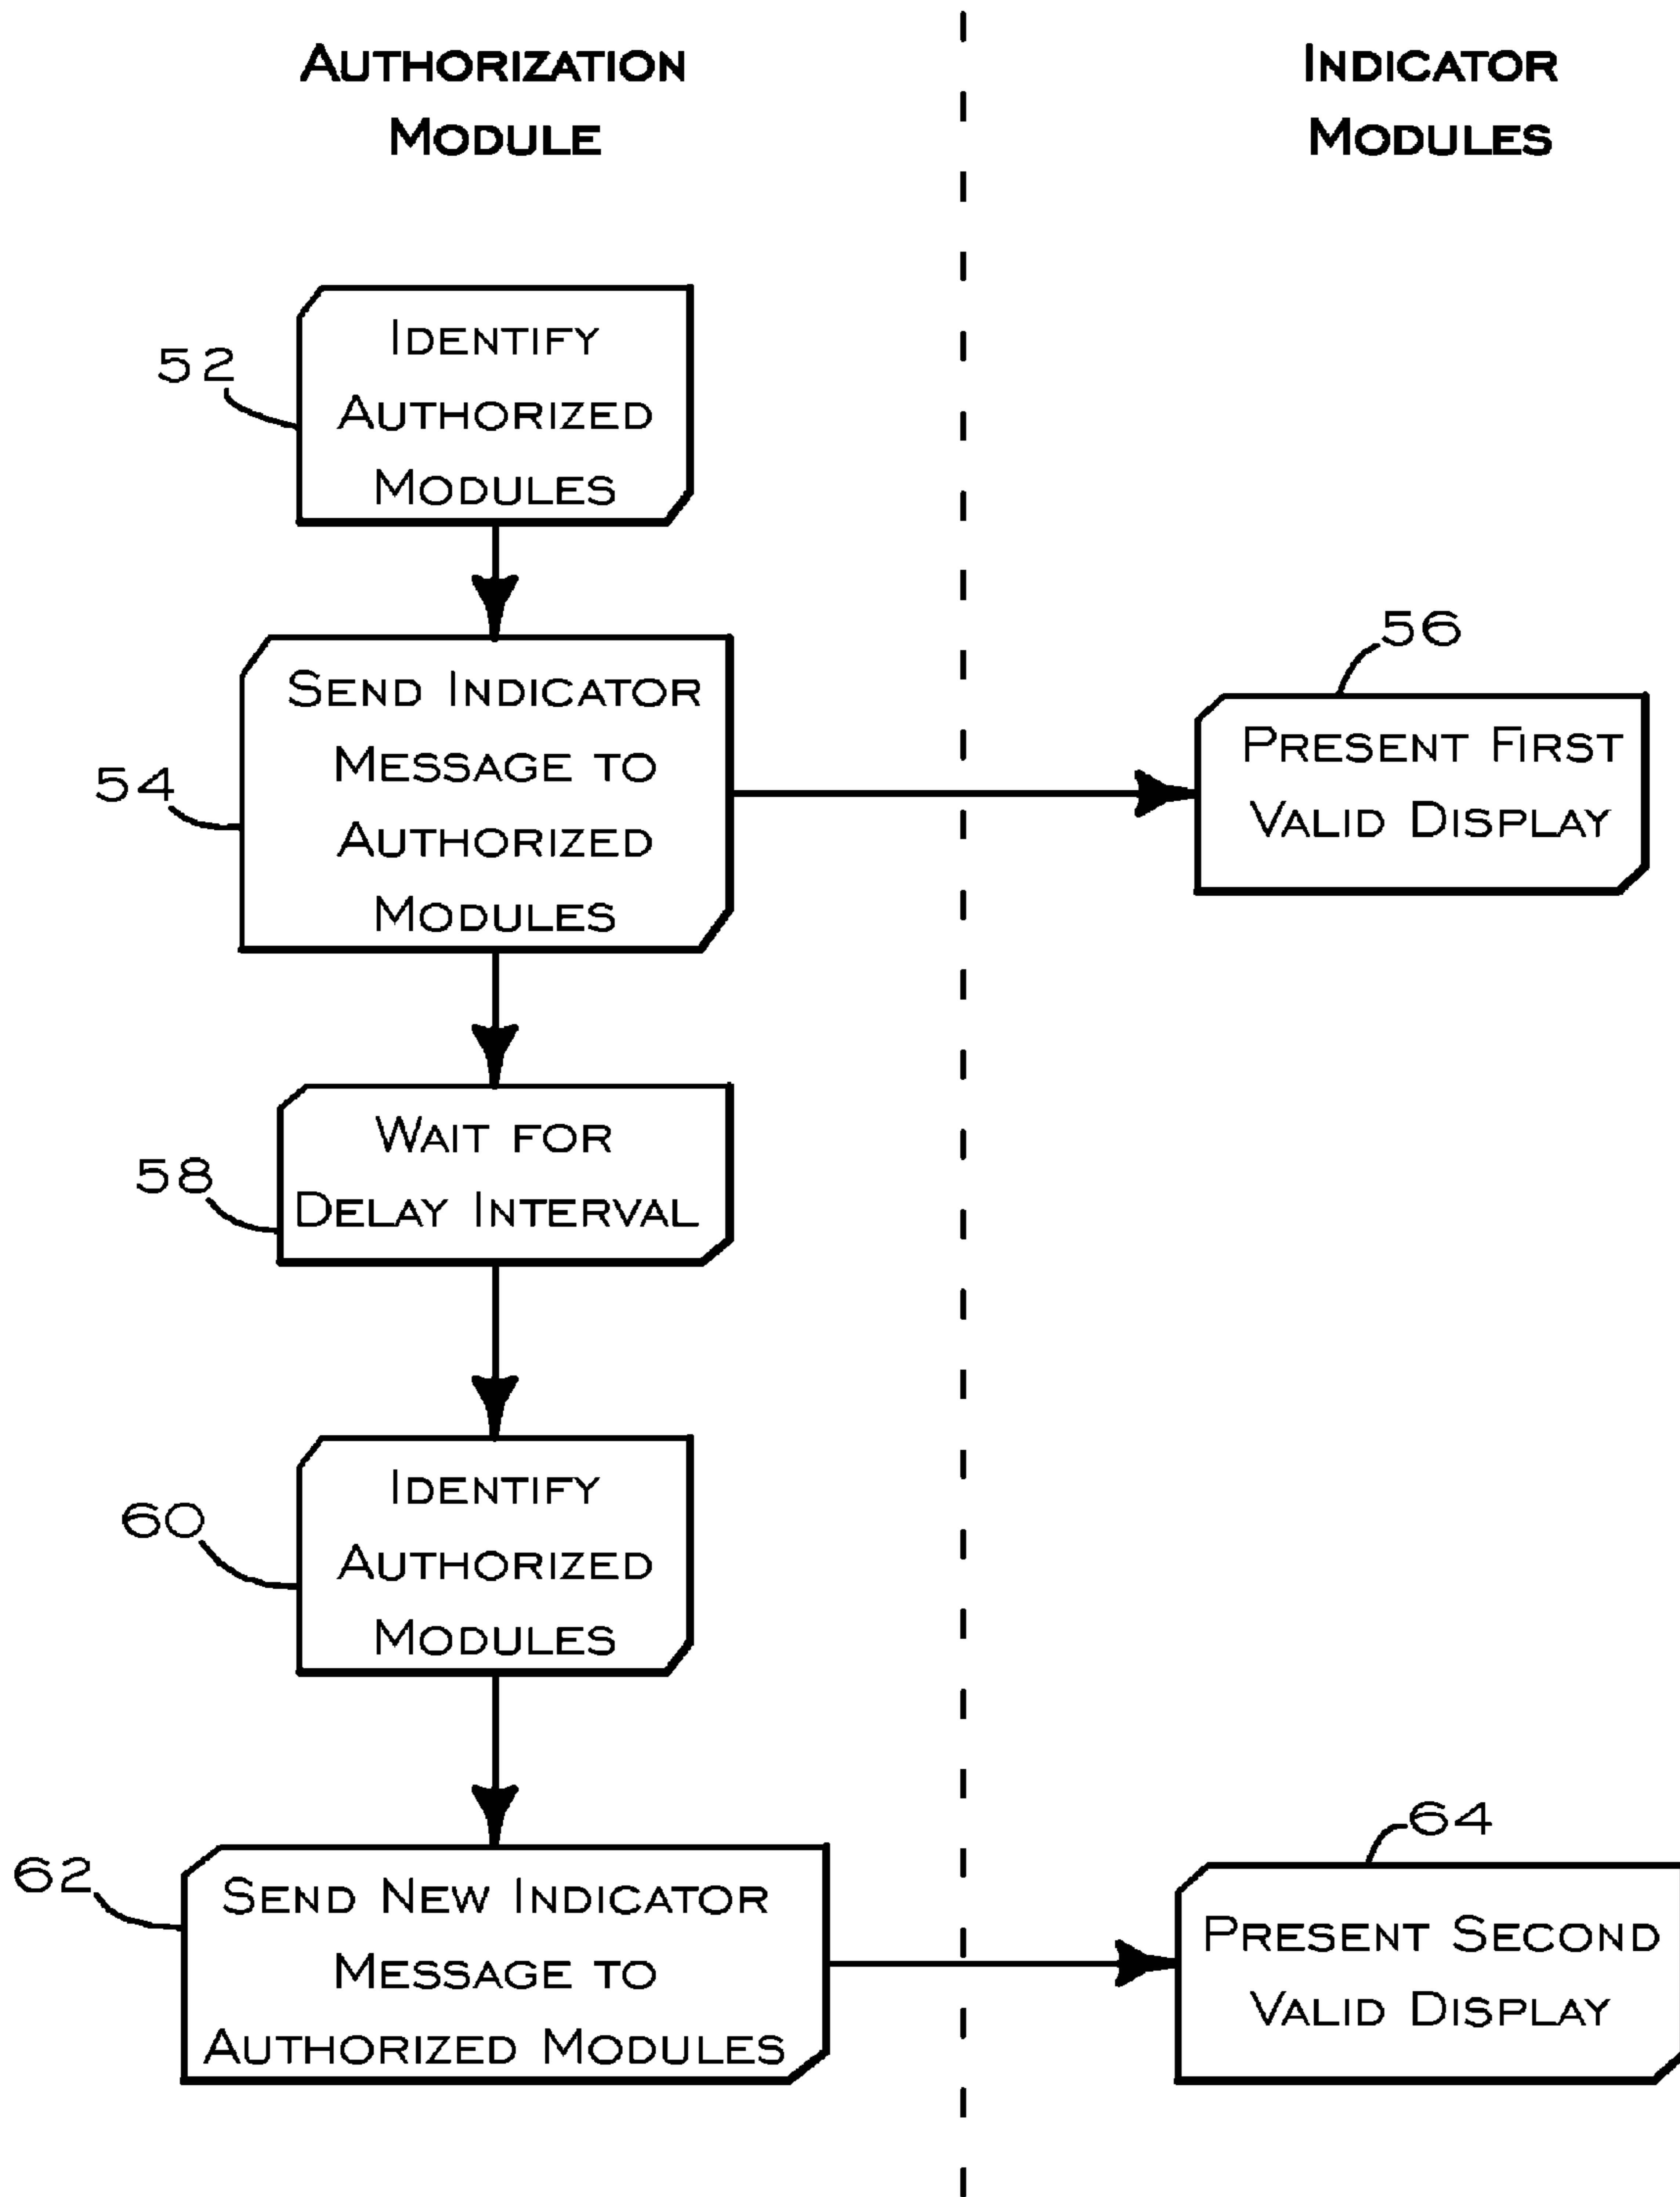 AUTHORIZATION
MODULE
INDICATOR
MODULES
52
IDENTIFY
AUTHORIZED
MODULES
54
SEND INDICATOR
MESSAGE TO
AUTHORIZED
MODULES
56
PRESENT FIRST
VALID DISPLAY
58
WAIT FOR
DELAY INTERVAL
60
IDENTIFY
AUTHORIZED
MODULES
62
SEND NEW INDICATOR
MESSAGE TO
AUTHORIZED MODULES
64
PRESENT SECOND
VALID DISPLAY